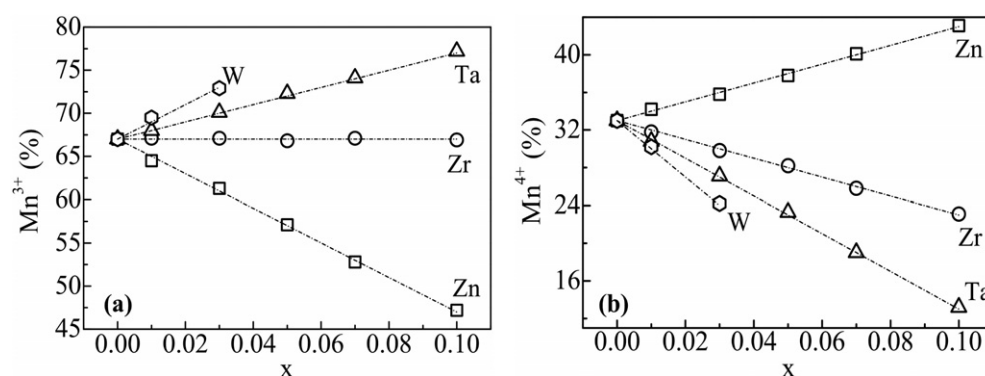 80
75
70
65
60
55
50
45
Mn3+ (%)
W
Ta
Zr
Zn
(a)
0.00 0.02 0.04 0.06 0.08 0.10
x
40
32
24
16
Mn4+ (%)
Zn
Zr
W
Ta
(b)
0.00 0.02 0.04 0.06 0.08 0.10
x